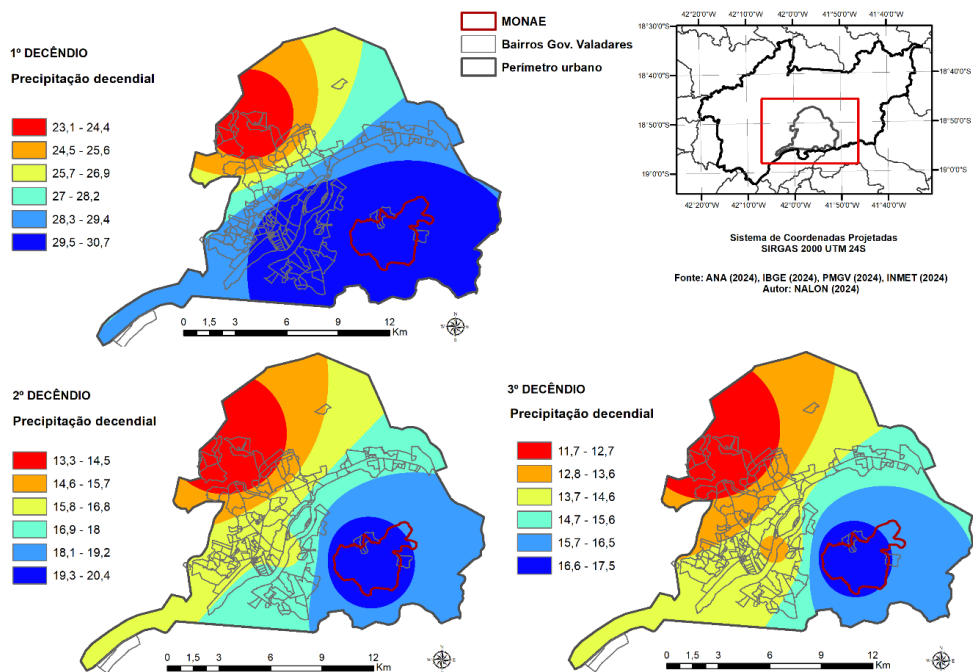 1º DECÊNDIO
Precipitação decendial
23,1 - 24,4
24,5 - 25,6
25,7 - 26,9
27 - 28,2
28,3 - 29,4
29,5 - 30,7
0 1,5 3 6 9 12
Km
N
S
MONAE
Bairros Gov. Valadares
Perímetro urbano
42°20'0"W 42°10'0"W 42°0'0"W 41°50'0"W 41°40'0"W
18°30'0"S
18°40'0"S 18°40'0"S
18°50'0"S 18°50'0"S
19°0'0"S 19°0'0"S
42°20'0"W 42°10'0"W 42°0'0"W 41°50'0"W 41°40'0"W
Sistema de Coordenadas Projetadas
SIRGAS 2000 UTM 24S
Fonte: ANA (2024), IBGE (2024), PMGV (2024), INMET (2024)
Autor: NALON (2024)
2º DECÊNDIO
Precipitação decendial
13,3 - 14,5
14,6 - 15,7
15,8 - 16,8
16,9 - 18
18,1 - 19,2
19,3 - 20,4
0 1,5 3 6 9 12
Km
3º DECÊNDIO
Precipitação decendial
11,7 - 12,7
12,8 - 13,6
13,7 - 14,6
14,7 - 15,6
15,7 - 16,5
16,6 - 17,5
0 1,5 3 6 9 12
Km